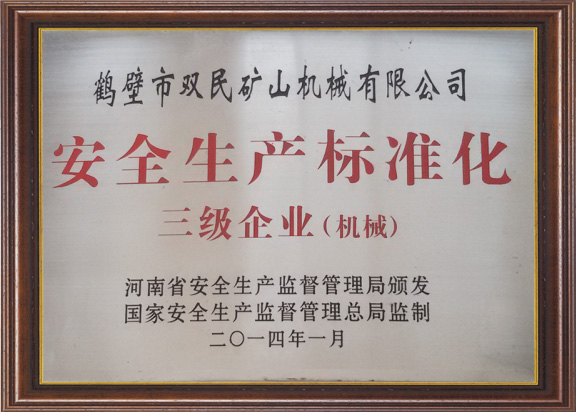 鹤壁市双民矿山机械有限公司
安全生产标准化
三级企业(机械)
河南省安全生产监督管理局颁发
国家安全生产监督管理总局监制
二〇一四年一月